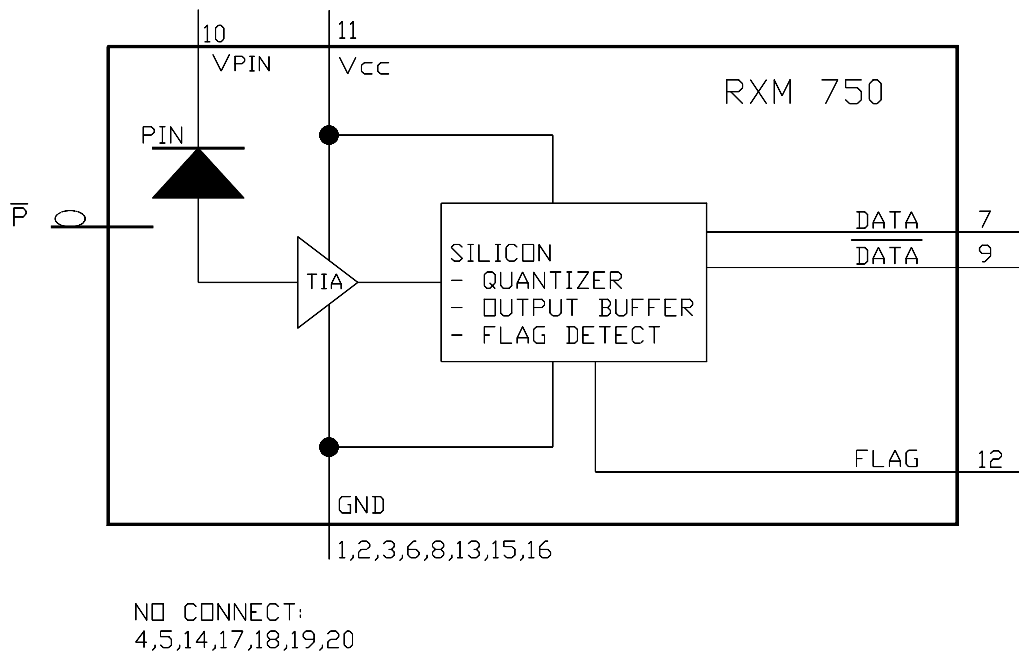 10
11
VPIN
Vcc
RXM 750
PIN
P̅
DATA 7
D̅A̅T̅A̅ 9
TIA
SILICON
- QUANTIZER
- OUTPUT BUFFER
- FLAG DETECT
FLAG 12
GND
1,2,3,6,8,13,15,16
NO CONNECT:
4,5,14,17,18,19,20